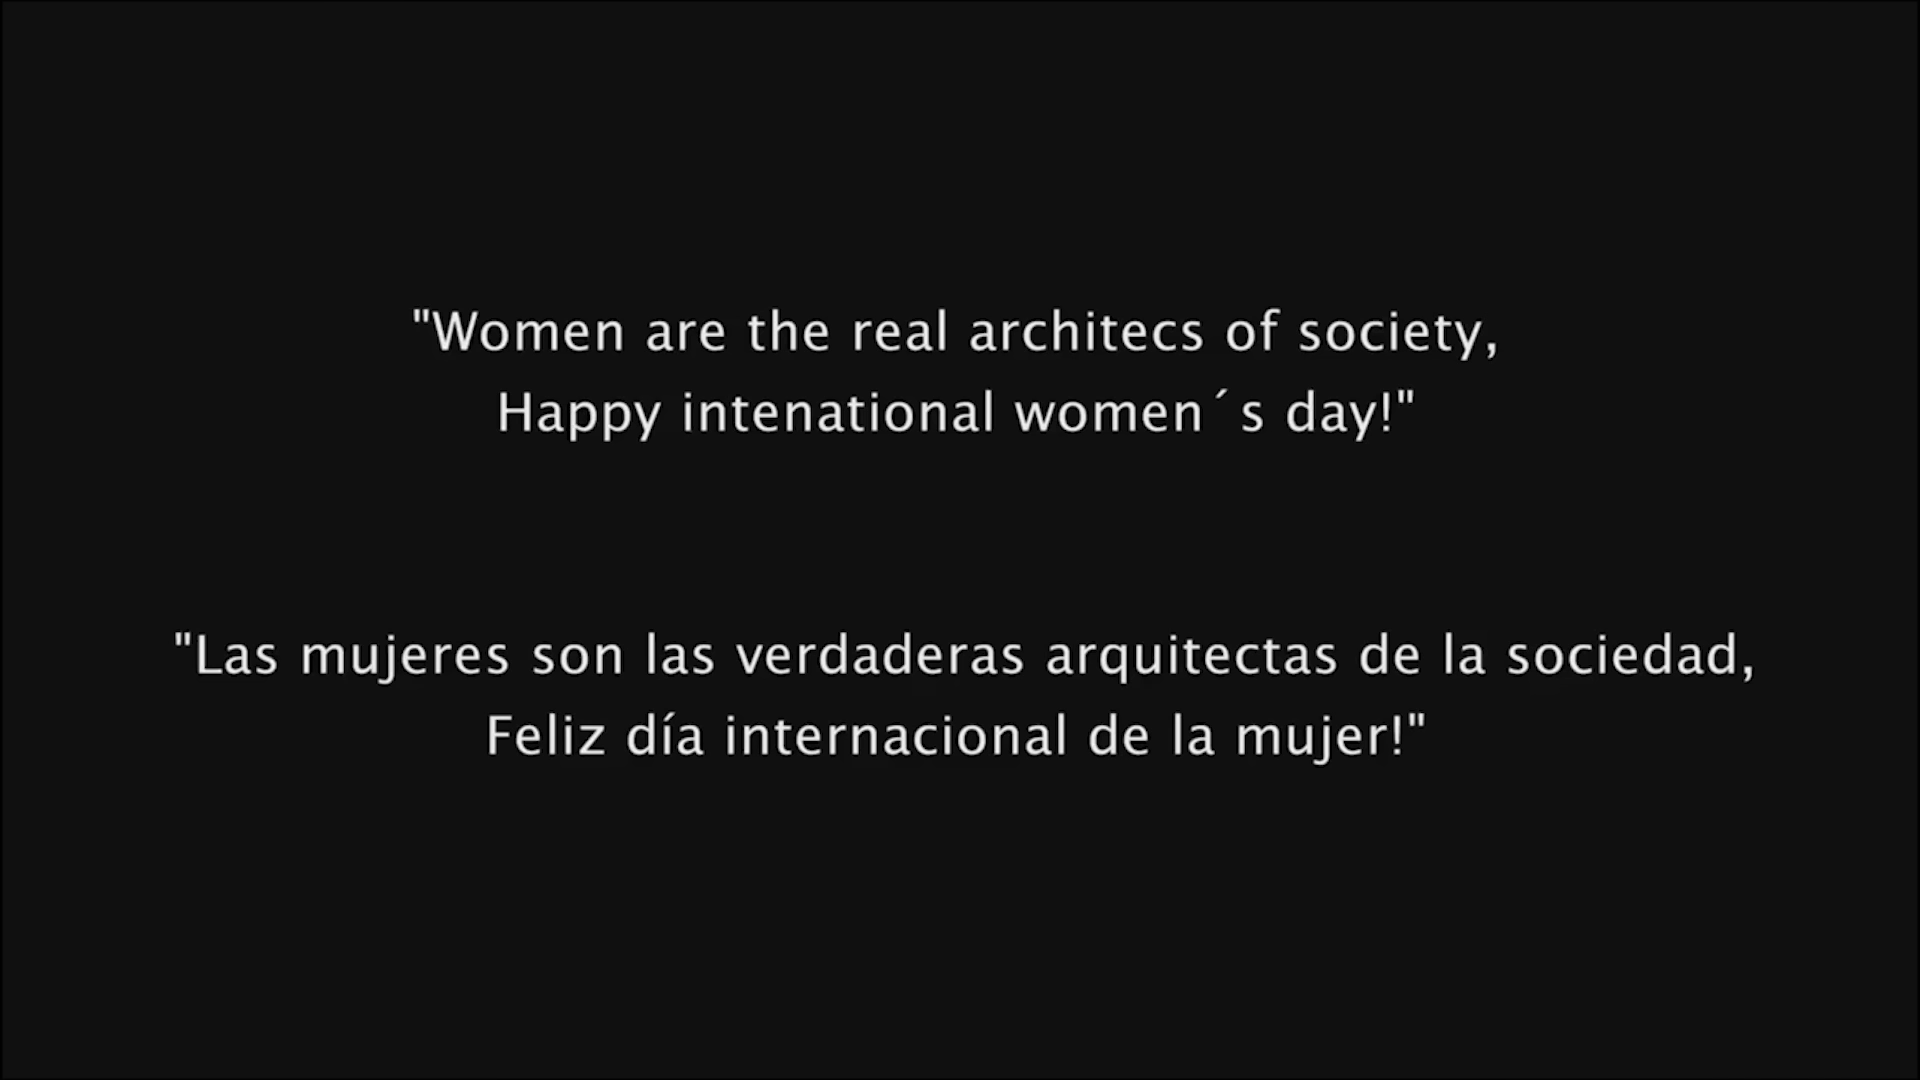 "Women are the real architecs of society,
Happy intenational women´s day!"
"Las mujeres son las verdaderas arquitectas de la sociedad,
Feliz día internacional de la mujer!"